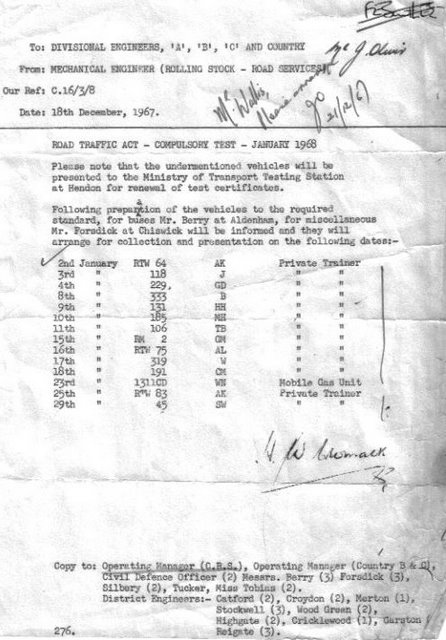 To: DIVISIONAL ENGINEERS, 'A', 'B', 'C' AND COUNTRY
From: MECHANICAL ENGINEER (ROLLING STOCK - ROAD SERVICES)
Our Ref: C.16/3/8
Date: 18th December, 1967.
Mr Wallis,
21/12/67
ROAD TRAFFIC ACT - COMPULSORY TEST - JANUARY 1968
Please note that the undermentioned vehicles will be
presented to the Ministry of Transport Testing Station
at Hendon for renewal of test certificates.
Following preparation of the vehicles to the required
standard, for buses Mr. Berry at Aldenham, for miscellaneous
Mr. Forsdick at Chiswick will be informed and they will
arrange for collection and presentation on the following dates:-
2nd January RTW 64 AK Private Trainer
3rd " 118 J " "
4th " 229. GD " "
8th " 333 B " "
9th " 131 HH " "
10th " 185 MH " "
11th " 106 TB " "
15th " RM 2 GM " "
16th " RTW 75 AL " "
17th " 319 W " "
18th " 191 CM " "
23rd " 1311CD WN Mobile Gas Unit
25th " RTW 83 AK Private Trainer
29th " 45 SW " "
Copy to: Operating Manager (C.R.S.), Operating Manager (Country B & C),
Civil Defence Officer (2) Messrs. Berry (3) Forsdick (3),
Silbery (2), Tucker, Miss Tobias (2).
District Engineers:- Catford (2), Croydon (2), Merton (1),
Stockwell (3), Wood Green (2),
Highgate (2), Cricklewood (1), Garston
276. Reigate (3).